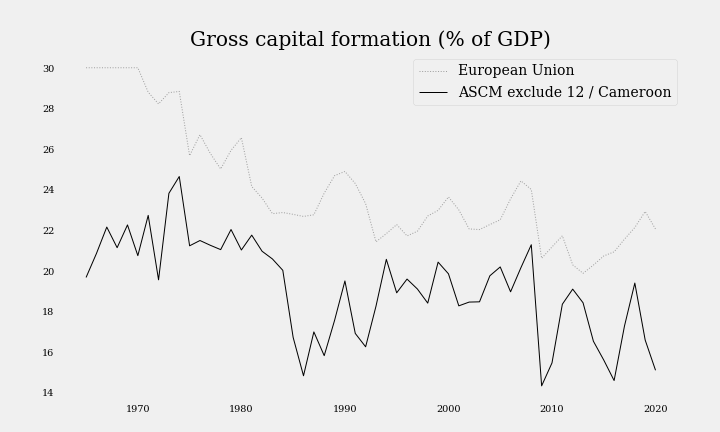 Gross capital formation (% of GDP)
European Union
ASCM exclude 12 / Cameroon
30
28
26
24
22
20
18
16
14
1970 1980 1990 2000 2010 2020